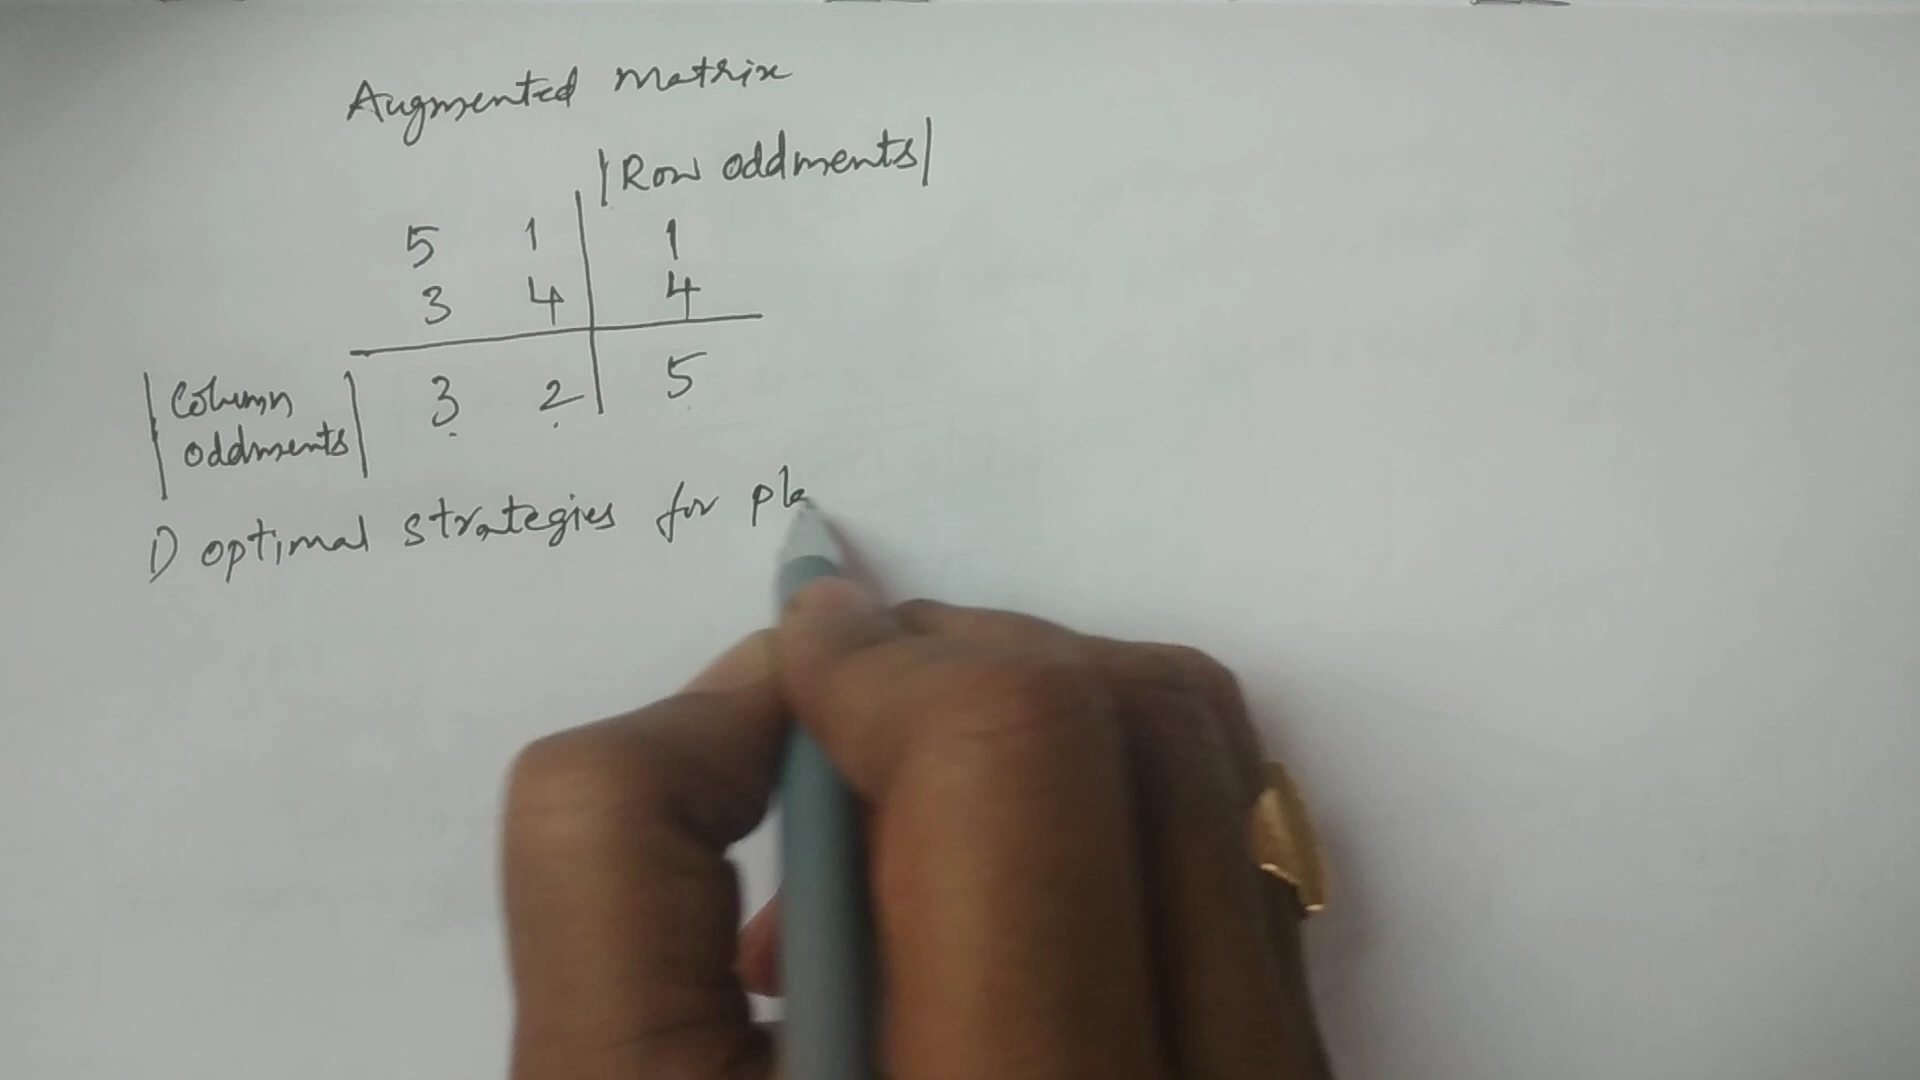 Augmented matrix
|Row oddments|
5 1 1
3 4 4
|Column 3 2 5
oddments|
1) optimal strategies for pla